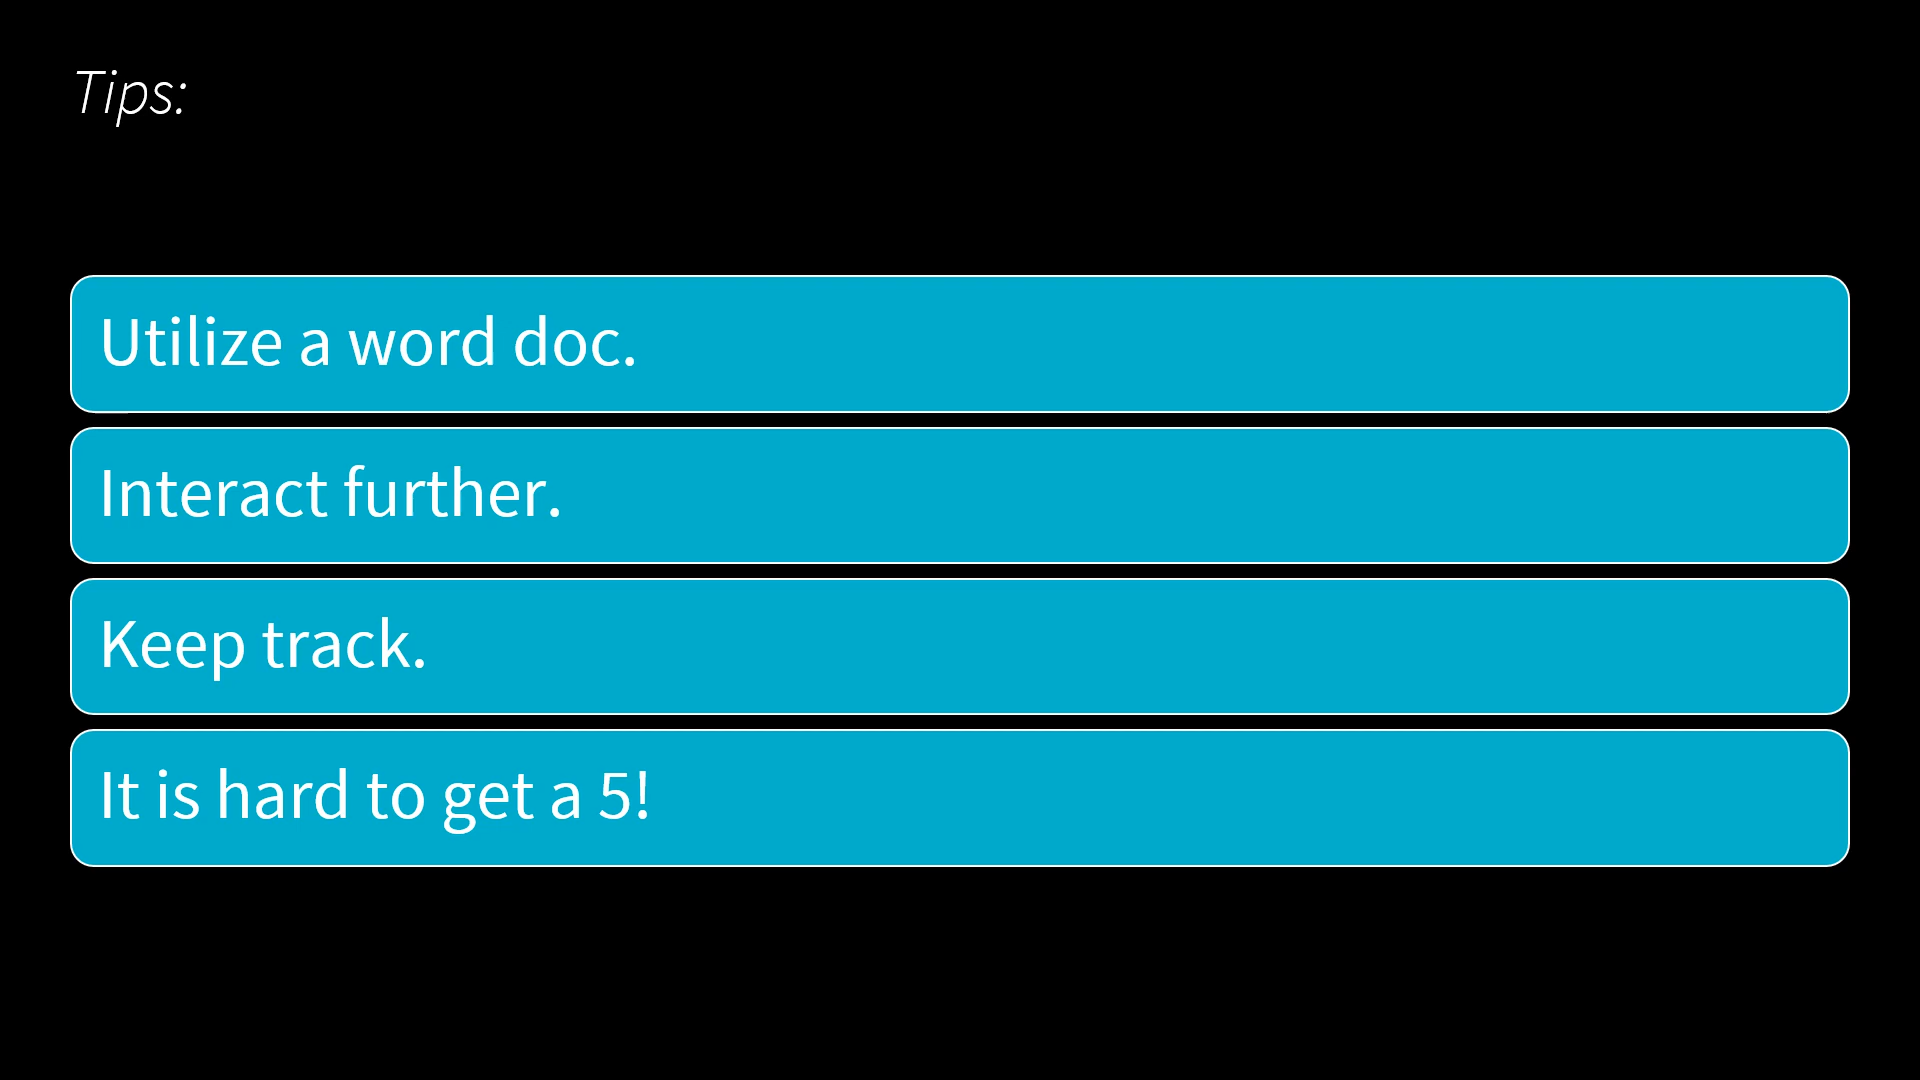 Tips:
Utilize a word doc.
Interact further.
Keep track.
It is hard to get a 5!